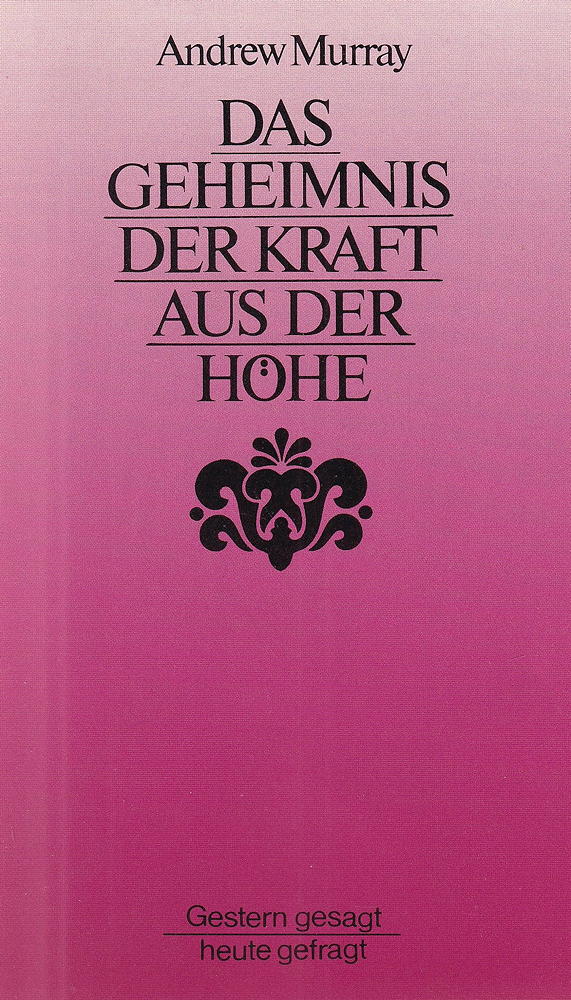 Andrew Murray
DAS
GEHEIMNIS
DER KRAFT
AUS DER
HÖHE
Gestern gesagt
heute gefragt